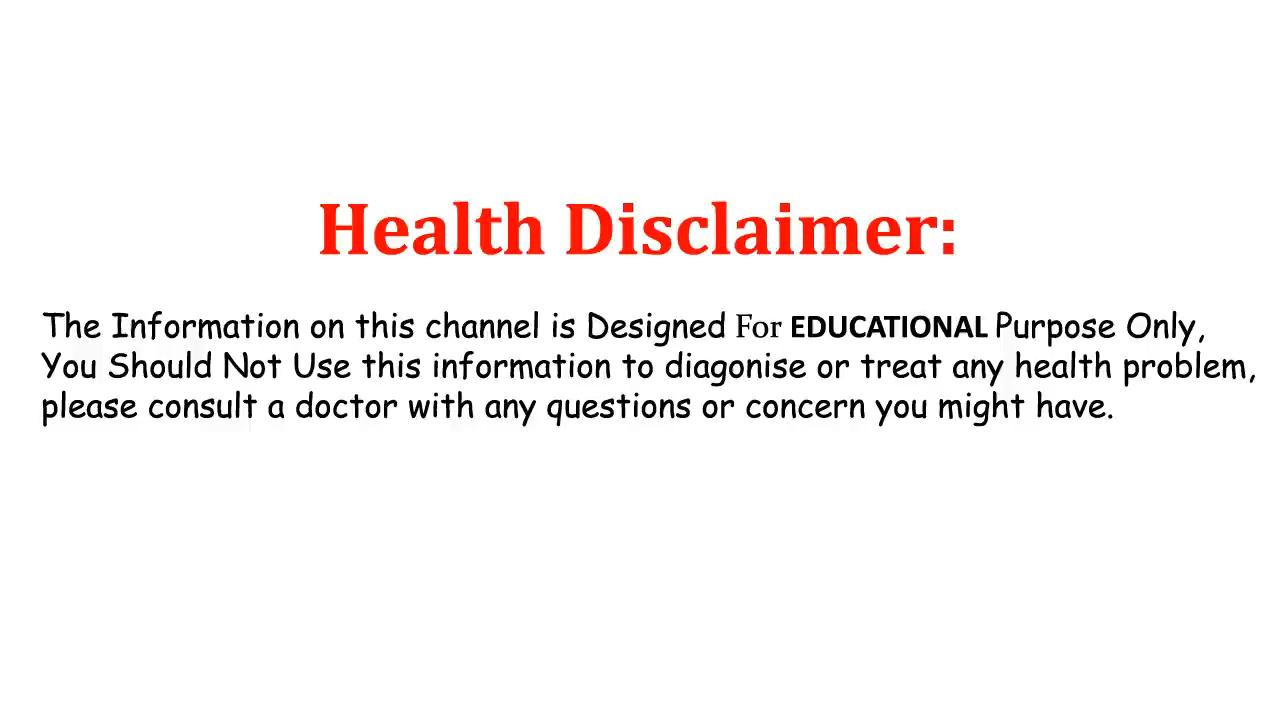 Health Disclaimer:
The Information on this channel is Designed For EDUCATIONAL Purpose Only,
You Should Not Use this information to diagonise or treat any health problem,
please consult a doctor with any questions or concern you might have.